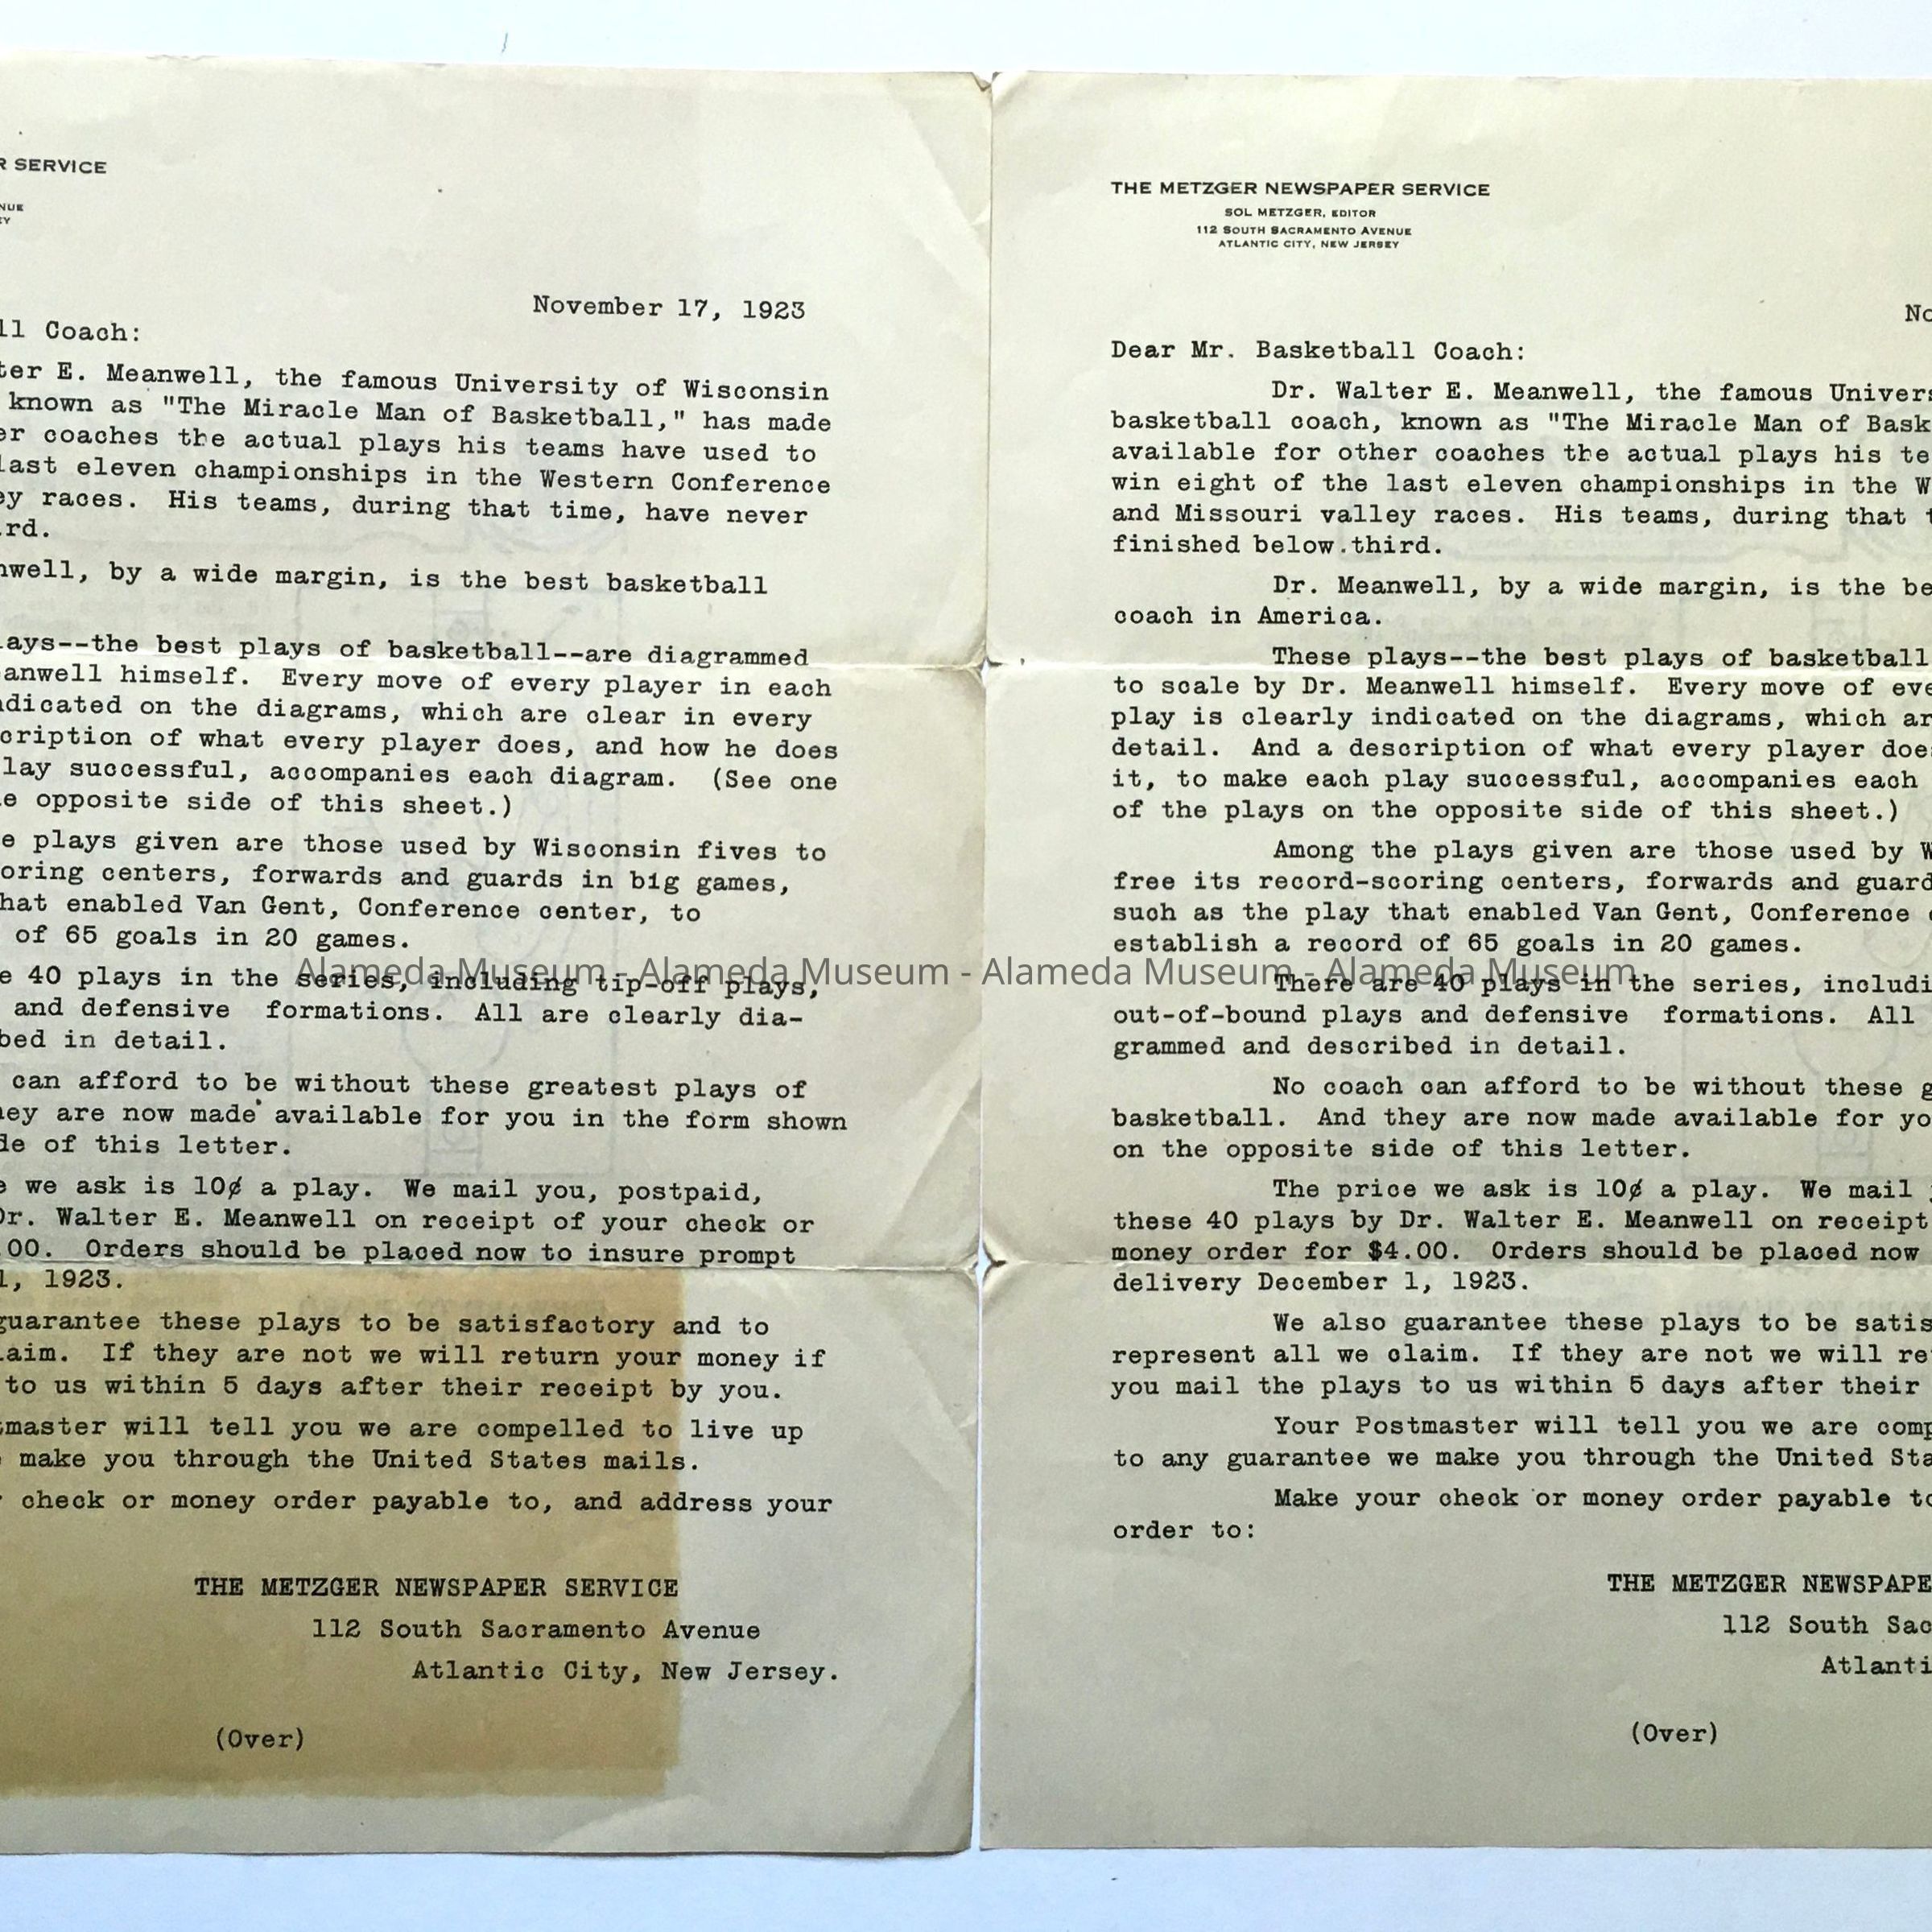 R SERVICE
NUE
EY
November 17, 1923
ll Coach:
ter E. Meanwell, the famous University of Wisconsin
known as "The Miracle Man of Basketball," has made
er coaches the actual plays his teams have used to
last eleven championships in the Western Conference
ey races. His teams, during that time, have never
ird.
nwell, by a wide margin, is the best basketball
lays--the best plays of basketball--are diagrammed
eanwell himself. Every move of every player in each
ndicated on the diagrams, which are clear in every
cription of what every player does, and how he does
lay successful, accompanies each diagram. (See one
e opposite side of this sheet.)
e plays given are those used by Wisconsin fives to
oring centers, forwards and guards in big games,
hat enabled Van Gent, Conference center, to
of 65 goals in 20 games.
e 40 plays in the series, including tip-off plays,
and defensive formations. All are clearly dia-
bed in detail.
can afford to be without these greatest plays of
hey are now made available for you in the form shown
de of this letter.
e we ask is 10¢ a play. We mail you, postpaid,
Dr. Walter E. Meanwell on receipt of your check or
.00. Orders should be placed now to insure prompt
1, 1923.
guarantee these plays to be satisfactory and to
laim. If they are not we will return your money if
to us within 5 days after their receipt by you.
tmaster will tell you we are compelled to live up
e make you through the United States mails.
r check or money order payable to, and address your
THE METZGER NEWSPAPER SERVICE
112 South Sacramento Avenue
Atlantic City, New Jersey.
(Over)
THE METZGER NEWSPAPER SERVICE
SOL METZGER, EDITOR
112 SOUTH SACRAMENTO AVENUE
ATLANTIC CITY, NEW JERSEY
No
Dear Mr. Basketball Coach:
Dr. Walter E. Meanwell, the famous Univers
basketball coach, known as "The Miracle Man of Bask
available for other coaches the actual plays his te
win eight of the last eleven championships in the W
and Missouri valley races. His teams, during that t
finished below.third.
Dr. Meanwell, by a wide margin, is the be
coach in America.
These plays--the best plays of basketball
to scale by Dr. Meanwell himself. Every move of eve
play is clearly indicated on the diagrams, which ar
detail. And a description of what every player doe
it, to make each play successful, accompanies each
of the plays on the opposite side of this sheet.)
Among the plays given are those used by W
free its record-scoring centers, forwards and guard
such as the play that enabled Van Gent, Conference c
establish a record of 65 goals in 20 games.
There are 40 plays in the series, includi
out-of-bound plays and defensive formations. All
grammed and described in detail.
No coach can afford to be without these g
basketball. And they are now made available for yo
on the opposite side of this letter.
The price we ask is 10¢ a play. We mail y
these 40 plays by Dr. Walter E. Meanwell on receipt
money order for $4.00. Orders should be placed now
delivery December 1, 1923.
We also guarantee these plays to be satis
represent all we claim. If they are not we will re
you mail the plays to us within 5 days after their
Your Postmaster will tell you we are comp
to any guarantee we make you through the United Sta
Make your check or money order payable to
order to:
THE METZGER NEWSPAPE
112 South Sac
Atlanti
(Over)
Alameda Museum - Alameda Museum - Alameda Museum - Alameda Museum